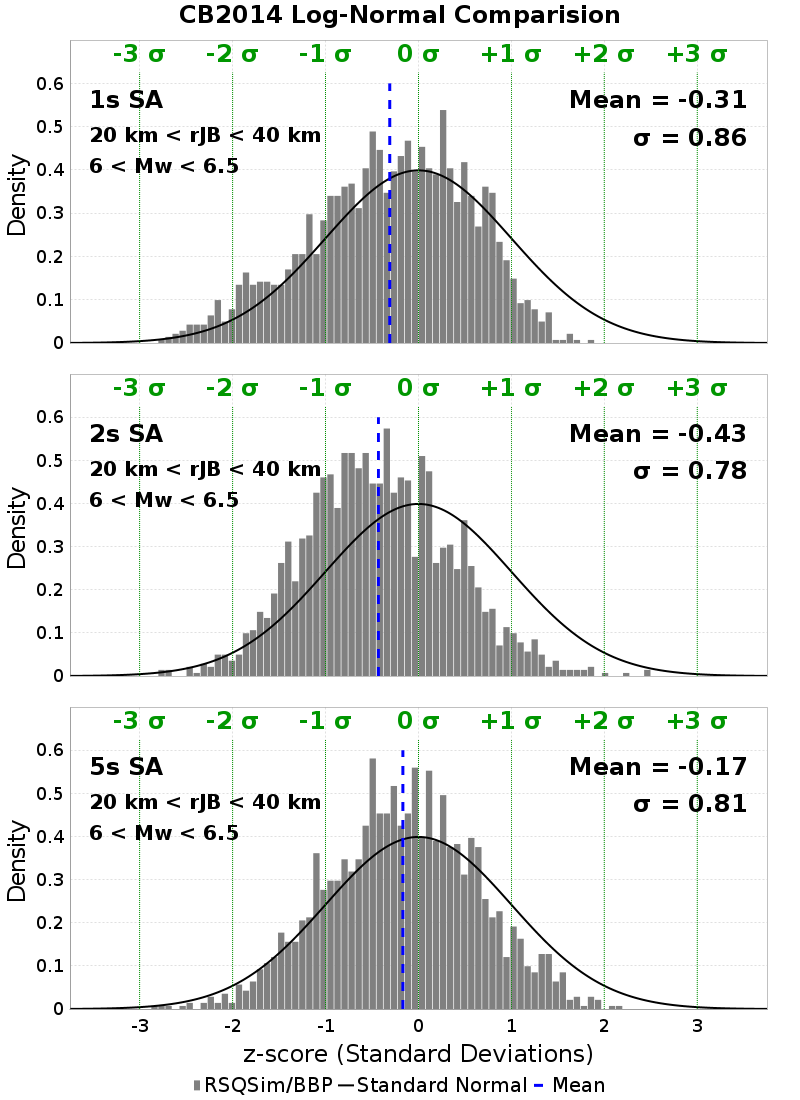 CB2014 Log-Normal Comparision
-3 σ -2 σ -1 σ 0 σ +1 σ +2 σ +3 σ
1s SA
20 km < rJB < 40 km
6 < Mw < 6.5
Mean = -0.31
σ = 0.86
Density
0.6
0.5
0.4
0.3
0.2
0.1
0
-3 σ -2 σ -1 σ 0 σ +1 σ +2 σ +3 σ
2s SA
20 km < rJB < 40 km
6 < Mw < 6.5
Mean = -0.43
σ = 0.78
Density
0.6
0.5
0.4
0.3
0.2
0.1
0
-3 σ -2 σ -1 σ 0 σ +1 σ +2 σ +3 σ
5s SA
20 km < rJB < 40 km
6 < Mw < 6.5
Mean = -0.17
σ = 0.81
Density
0.6
0.5
0.4
0.3
0.2
0.1
0
-3 -2 -1 0 1 2 3
z-score (Standard Deviations)
RSQSim/BBP Standard Normal Mean